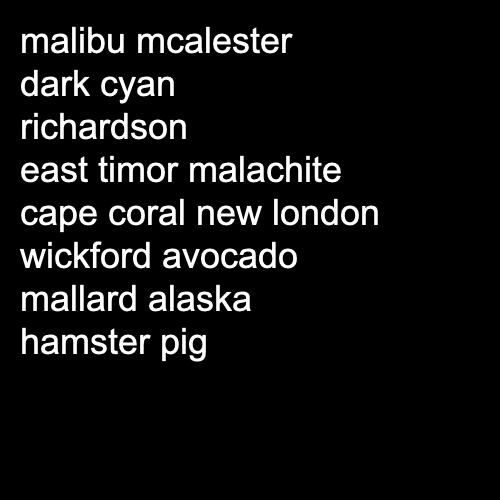 malibu mcalester
dark cyan
richardson
east timor malachite
cape coral new london
wickford avocado
mallard alaska
hamster pig